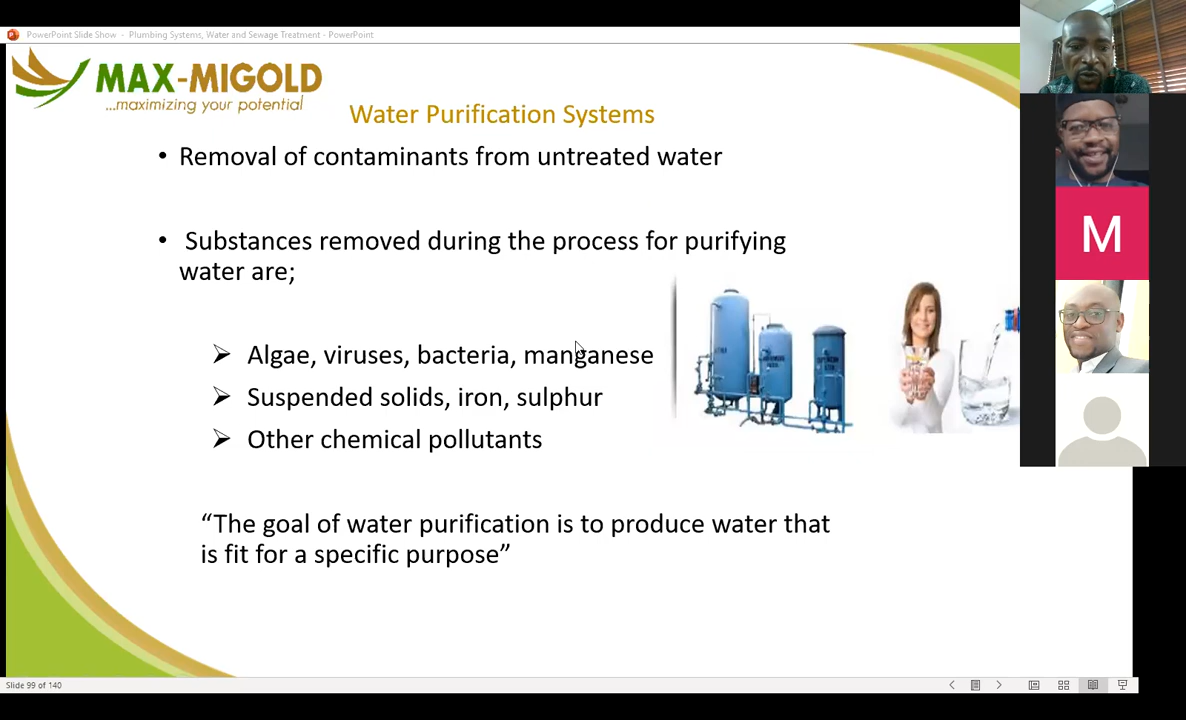 PowerPoint Slide Show - Plumbing Systems, Water and Sewage Treatment - PowerPoint
MAX-MIGOLD
...maximizing your potential
Water Purification Systems
• Removal of contaminants from untreated water
• Substances removed during the process for purifying
water are;
➢ Algae, viruses, bacteria, manganese
➢ Suspended solids, iron, sulphur
➢ Other chemical pollutants
“The goal of water purification is to produce water that
is fit for a specific purpose”
M
Slide 99 of 140